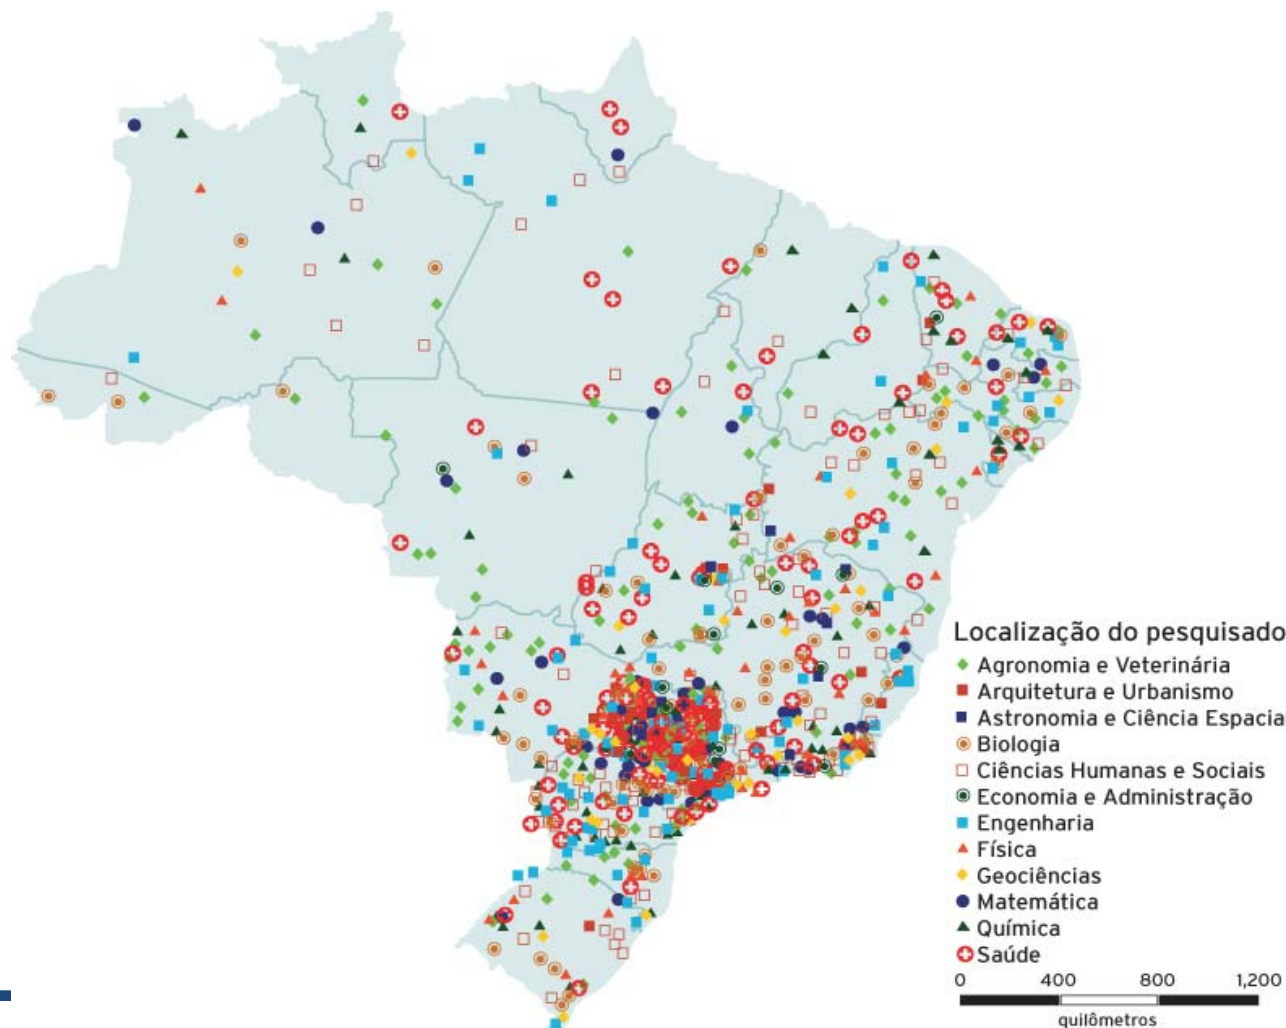 Localização do pesquisado
Agronomia e Veterinária
Arquitetura e Urbanismo
Astronomia e Ciência Espacia
Biologia
Ciências Humanas e Sociais
Economia e Administração
Engenharia
Física
Geociências
Matemática
Química
Saúde
0 400 800 1,200
quilômetros